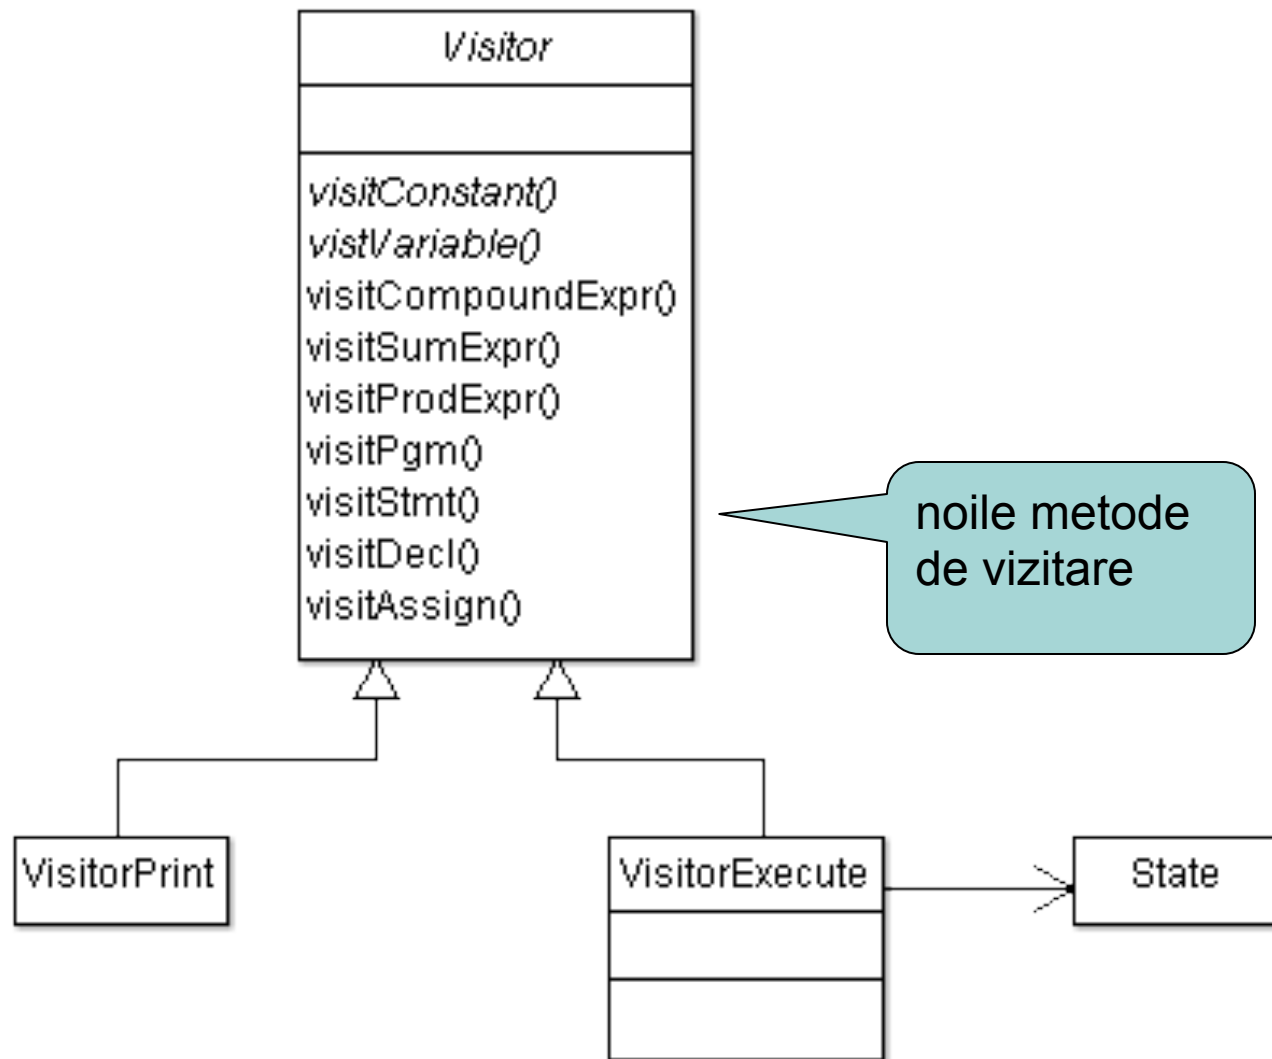 Visitor
visitConstant()
vistVariable()
visitCompoundExpr()
visitSumExpr()
visitProdExpr()
visitPgm()
visitStmt()
visitDecl()
visitAssign()
noile metode
de vizitare
VisitorPrint
VisitorExecute
State